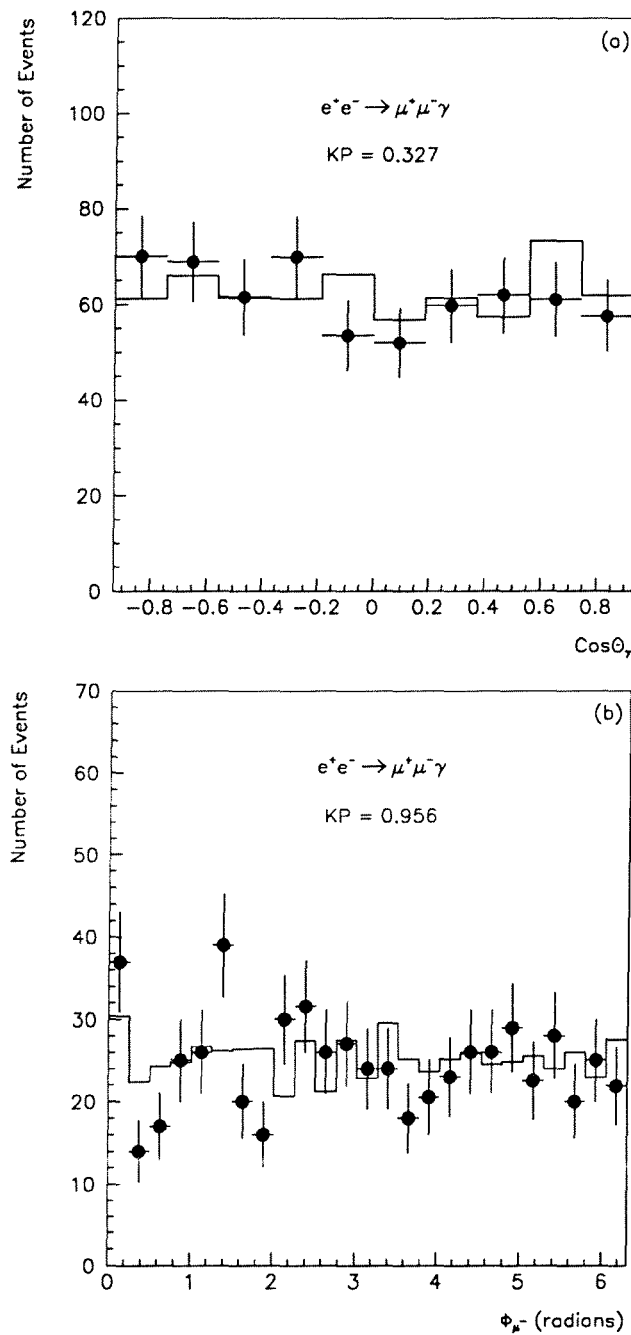 (a)
Number of Events
e⁺e⁻ → μ⁺μ⁻γ
KP = 0.327
120
100
80
60
40
20
0
−0.8 −0.6 −0.4 −0.2 0 0.2 0.4 0.6 0.8
CosΘγ
(b)
Number of Events
e⁺e⁻ → μ⁺μ⁻γ
KP = 0.956
70
60
50
40
30
20
10
0
0 1 2 3 4 5 6
ϕμ⁻ (radians)